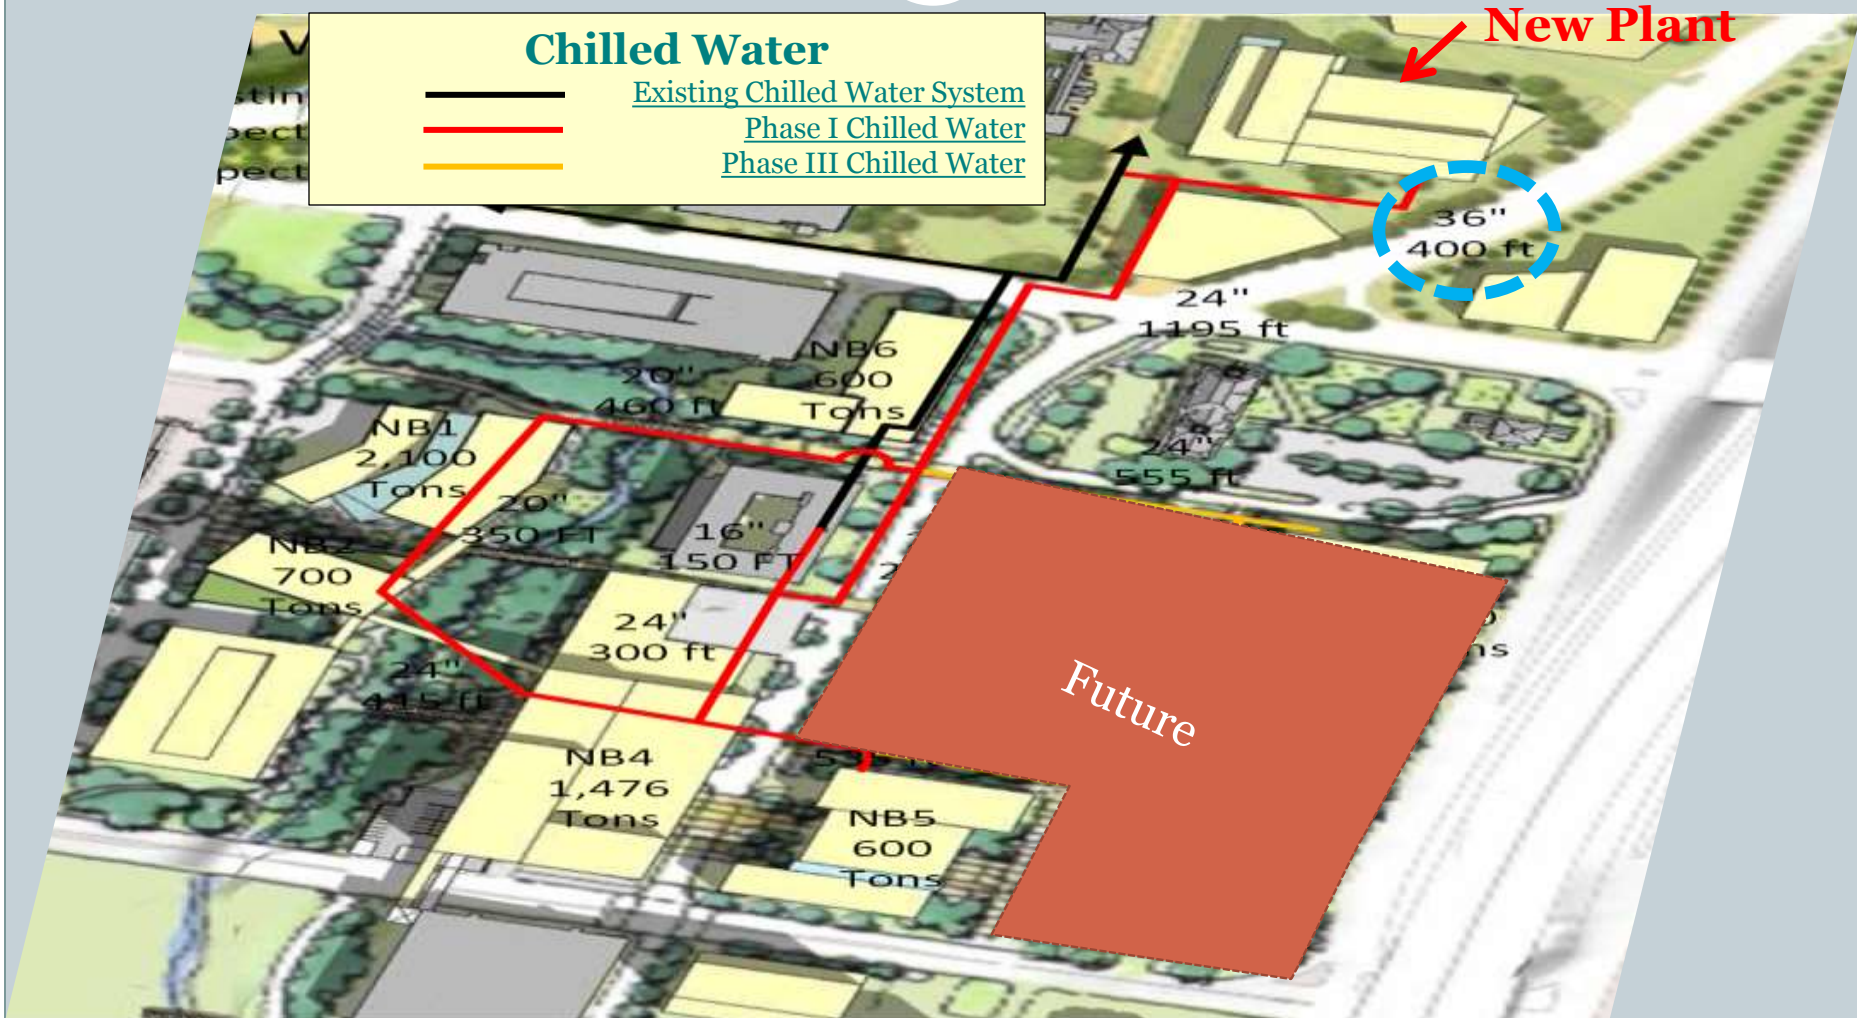 New Plant
Chilled Water
Existing Chilled Water System
Phase I Chilled Water
Phase III Chilled Water
36"
400 ft
24"
1195 ft
NB6
600
Tons
20"
460 ft
NB1
2,100
Tons
24"
555 ft
20"
350 FT
16"
150 FT
NB2
700
Tons
24"
300 ft
24"
415 ft
Future
NB4
1,476
Tons
NB5
600
Tons